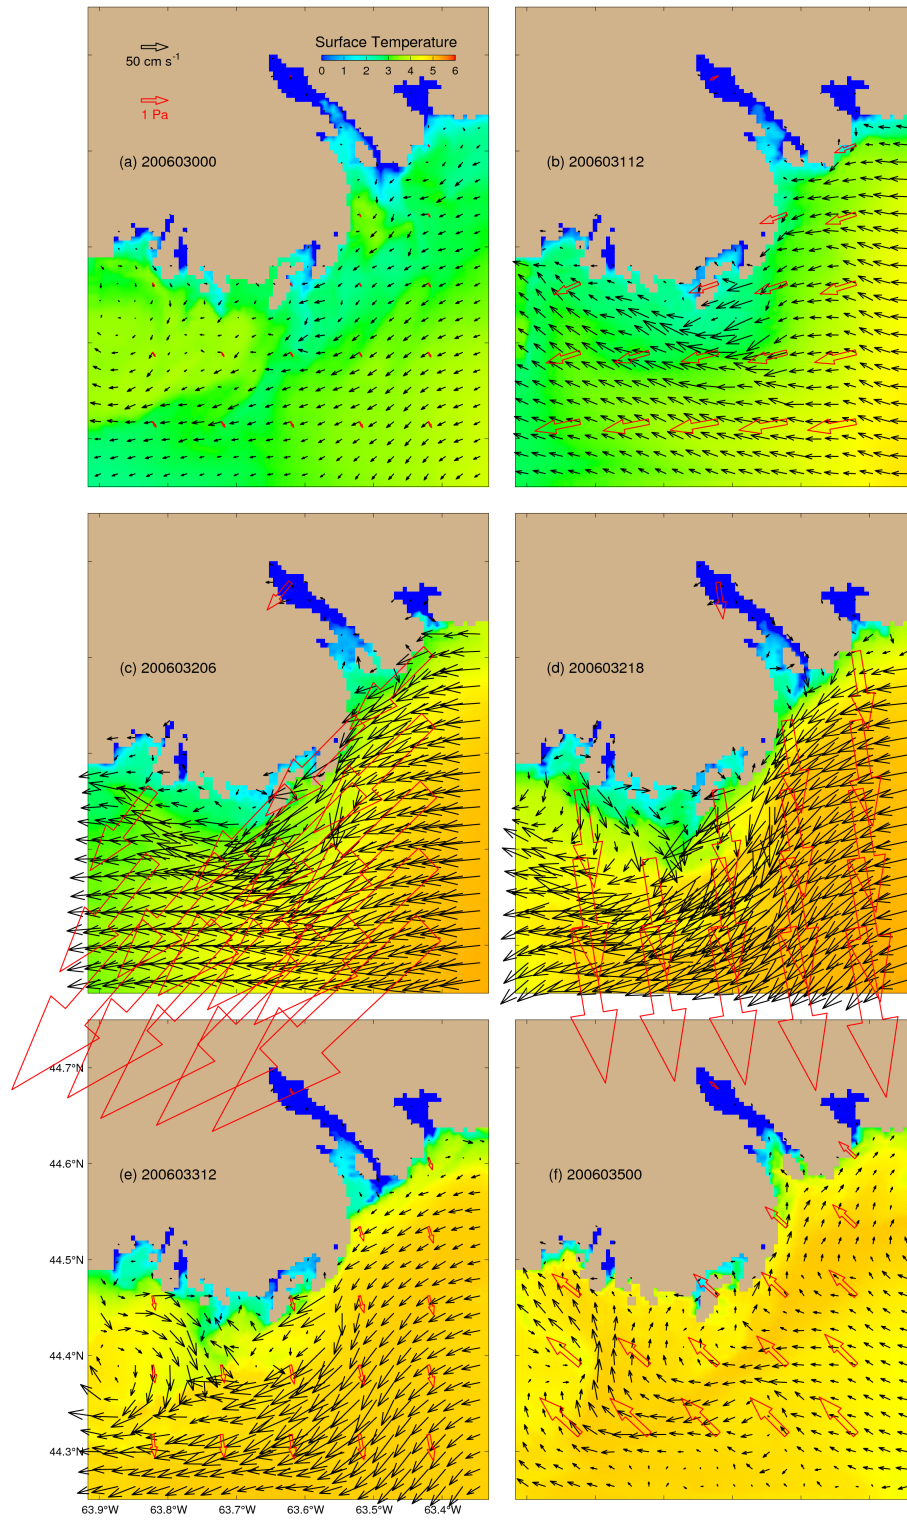 Surface Temperature
0 1 2 3 4 5 6
50 cm s⁻¹
1 Pa
(a) 200603000
(b) 200603112
(c) 200603206
(d) 200603218
44.7°N
44.6°N
(e) 200603312
(f) 200603500
44.5°N
44.4°N
44.3°N
63.9°W 63.8°W 63.7°W 63.6°W 63.5°W 63.4°W